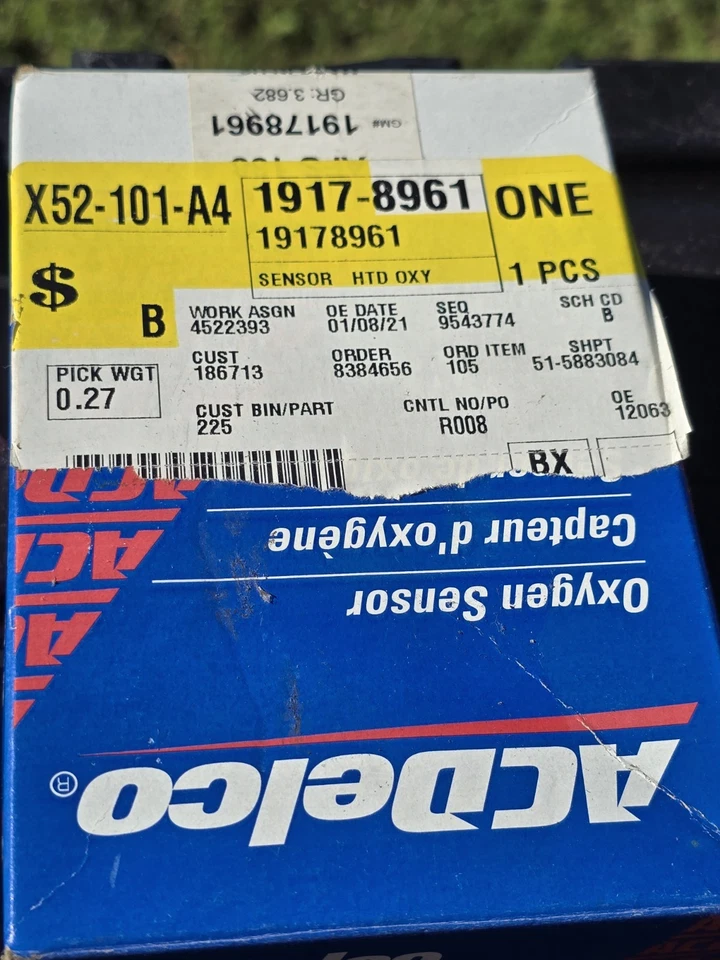 GR: 3.682
GM# 19178961
X52-101-A4
1917-8961
19178961
SENSOR HTD OXY
ONE
1 PCS
$
B
WORK ASGN
4522393
OE DATE
01/08/21
SEQ
9543774
SCH CD
B
PICK WGT
0.27
CUST
186713
ORDER
8384656
ORD ITEM
105
SHPT
51-5883084
CUST BIN/PART
225
CNTL NO/PO
R008
OE
12063
BX
Capteur d'oxygène
Oxygen Sensor
ACDelco
ACDelco®